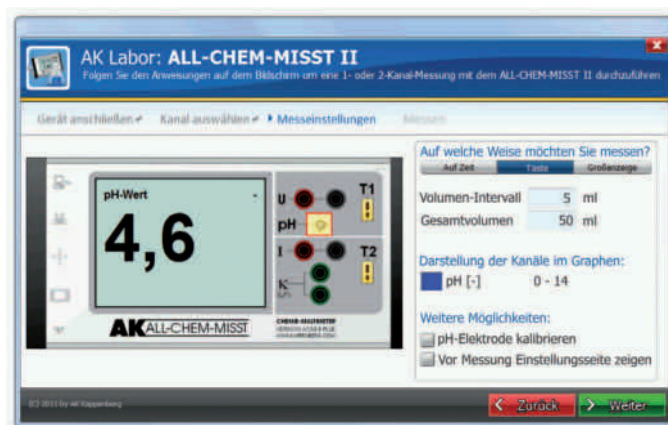 AK Labor: ALL-CHEM-MISST II
Folgen Sie den Anweisungen auf dem Bildschirm um eine 1- oder 2-Kanal-Messung mit dem ALL-CHEM-MISST II durchzuführen
Gerät anschließen Kanal auswählen Messeinstellungen Messen
Auf welche Weise möchten Sie messen?
Auf Zeit Taste Großanzeige
Volumen-Intervall 5 ml
Gesamtvolumen 50 ml
Darstellung der Kanäle im Graphen:
pH [-] 0 - 14
Weitere Möglichkeiten:
pH-Elektrode kalibrieren
Vor Messung Einstellungsseite zeigen
pH-Wert -
4,6
U T1
pH
I T2
AK ALL-CHEM-MISST
(C) 2011 by AK Kappenberg
Zurück Weiter